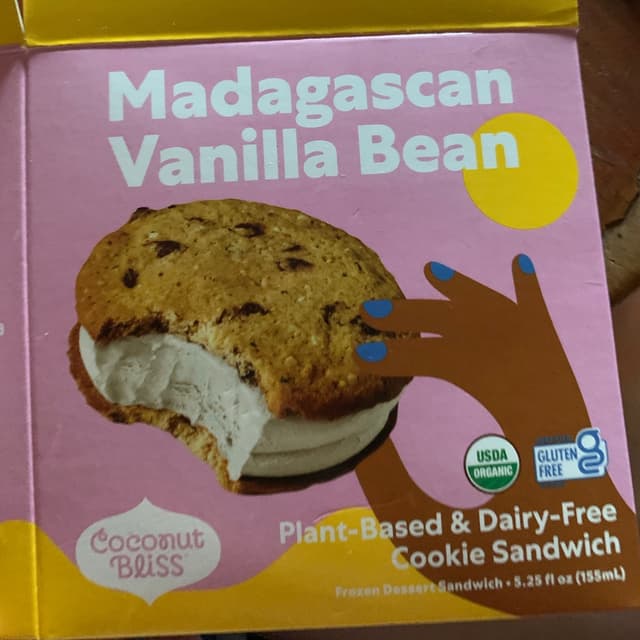 Madagascan
Vanilla Bean
USDA
ORGANIC
GLUTEN
FREE
Plant-Based & Dairy-Free
Cookie Sandwich
Coconut
Bliss
Frozen Dessert Sandwich • 5.25 fl oz (155mL)